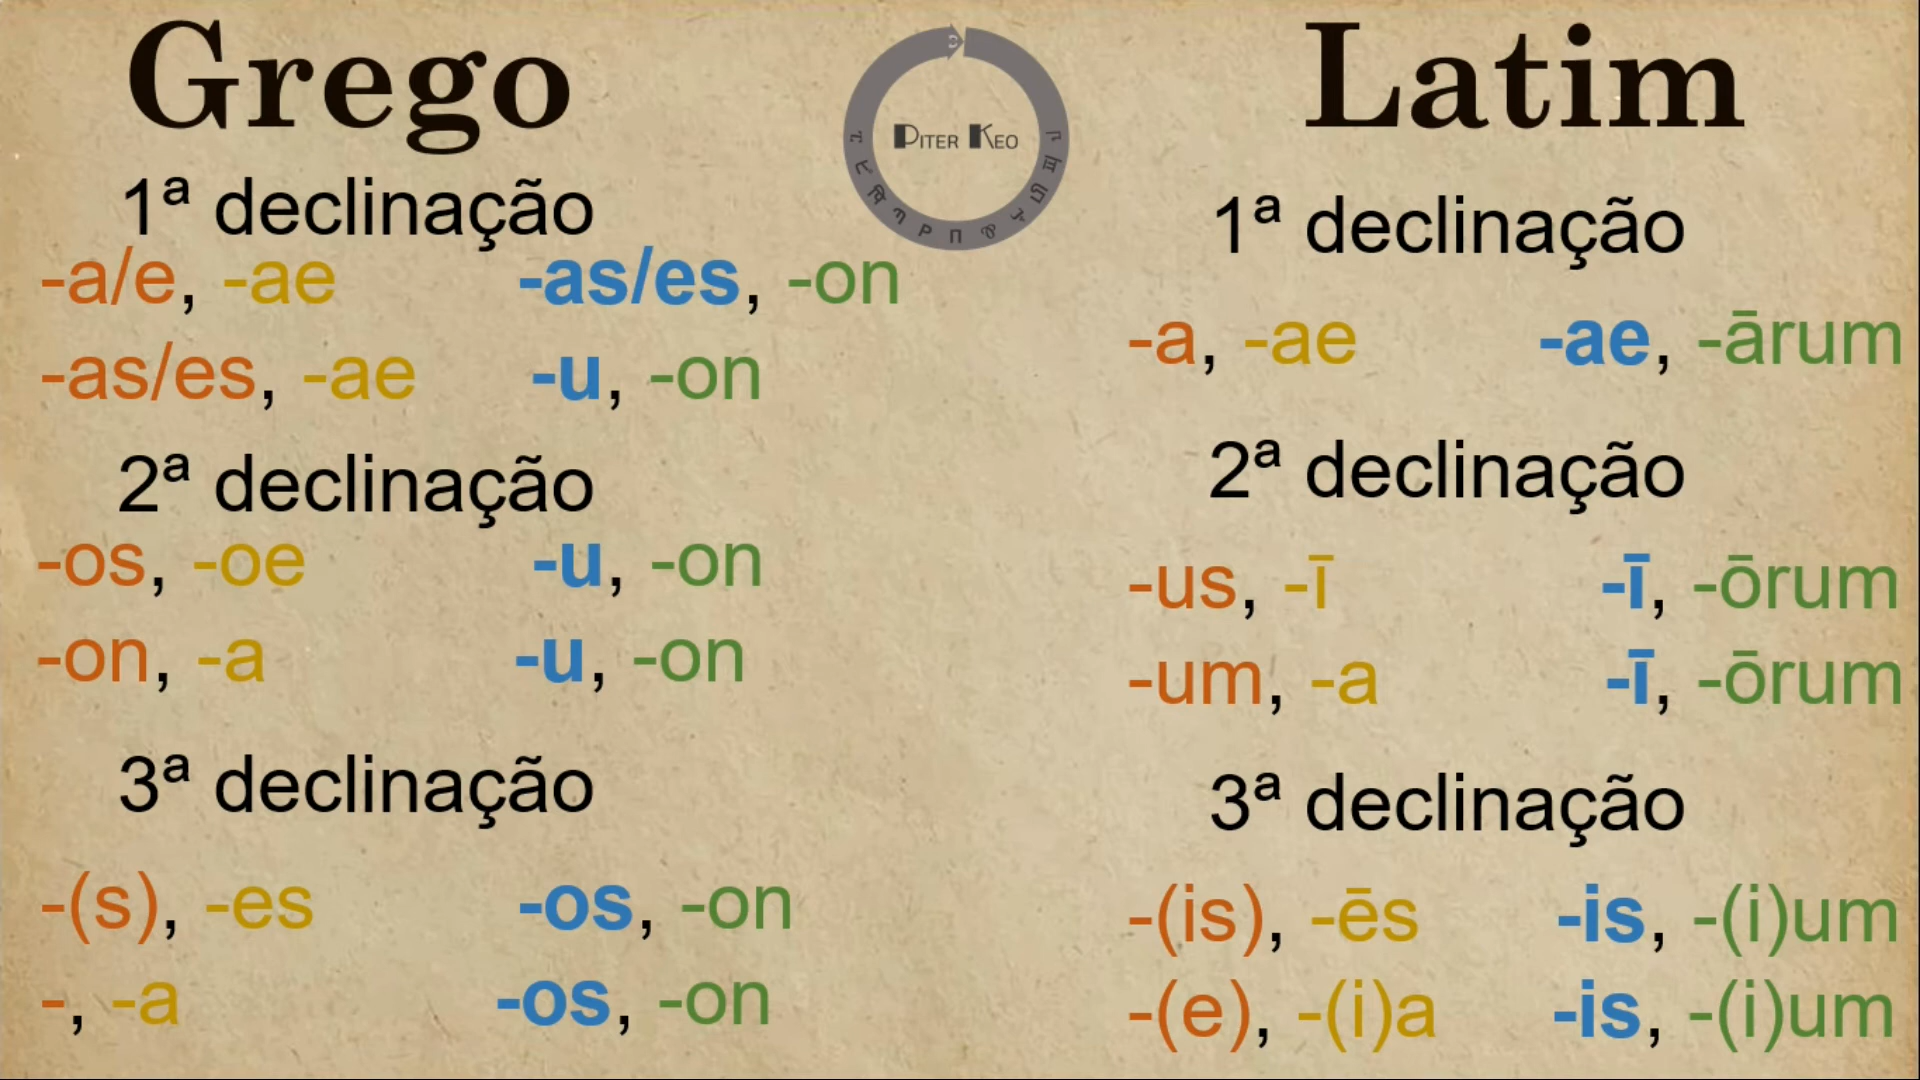 Grego
1ª declinação
-a/e, -ae -as/es, -on
-as/es, -ae -u, -on
2ª declinação
-os, -oe -u, -on
-on, -a -u, -on
3ª declinação
-(s), -es -os, -on
-, -a -os, -on
PITER KEO
Latim
1ª declinação
-a, -ae -ae, -ārum
2ª declinação
-us, -ī -ī, -ōrum
-um, -a -ī, -ōrum
3ª declinação
-(is), -ēs -is, -(i)um
-(e), -(i)a -is, -(i)um